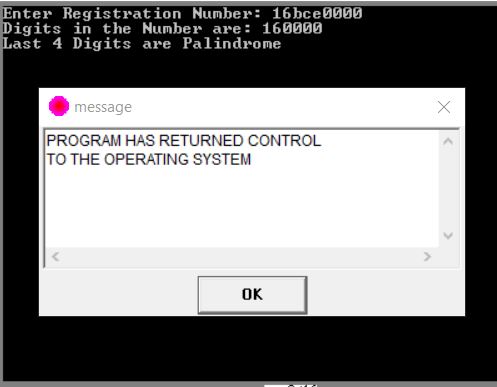 Enter Registration Number: 16bce0000
Digits in the Number are: 160000
Last 4 Digits are Palindrome
message
PROGRAM HAS RETURNED CONTROL
TO THE OPERATING SYSTEM
OK